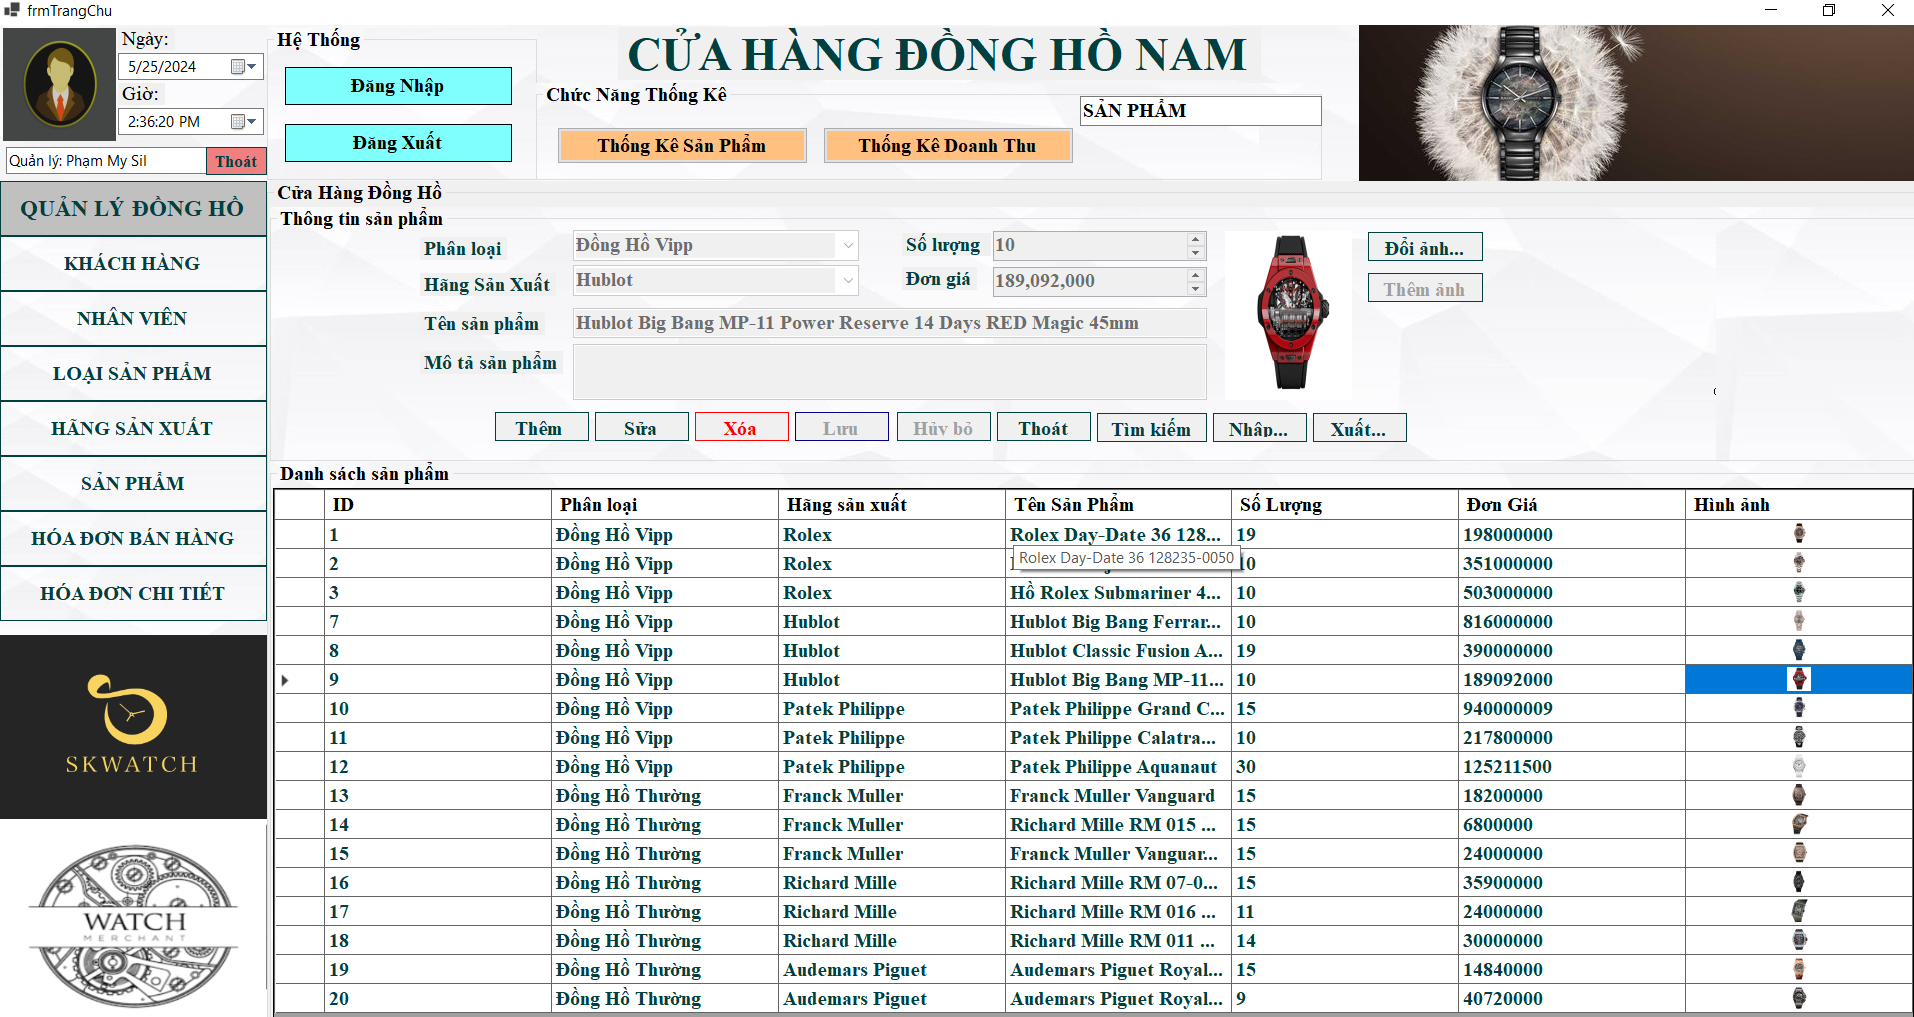 frmTrangChu
Ngày:
5/25/2024
Giờ:
2:36:20 PM
Quản lý: Phạm My Sil
Thoát
Hệ Thống
Đăng Nhập
Đăng Xuất
CỬA HÀNG ĐỒNG HỒ NAM
Chức Năng Thống Kê
SẢN PHẨM
Thống Kê Sản Phẩm
Thống Kê Doanh Thu
QUẢN LÝ ĐỒNG HỒ
KHÁCH HÀNG
NHÂN VIÊN
LOẠI SẢN PHẨM
HÃNG SẢN XUẤT
SẢN PHẨM
HÓA ĐƠN BÁN HÀNG
HÓA ĐƠN CHI TIẾT
SKWATCH
WATCH
MERCHANT
Cửa Hàng Đồng Hồ
Thông tin sản phẩm
Phân loại
Đồng Hồ Vipp
Số lượng
10
Đổi ảnh...
Hãng Sản Xuất
Hublot
Đơn giá
189,092,000
Thêm ảnh
Tên sản phẩm
Hublot Big Bang MP-11 Power Reserve 14 Days RED Magic 45mm
Mô tả sản phẩm
Thêm
Sửa
Xóa
Lưu
Hủy bỏ
Thoát
Tìm kiếm
Nhập...
Xuất...
Danh sách sản phẩm
ID Phân loại Hãng sản xuất Tên Sản Phẩm Số Lượng Đơn Giá Hình ảnh
1 Đồng Hồ Vipp Rolex Rolex Day-Date 36 128... 19 198000000
Rolex Day-Date 36 128235-0050
2 Đồng Hồ Vipp Rolex 10 351000000
3 Đồng Hồ Vipp Rolex Hồ Rolex Submariner 4... 10 503000000
7 Đồng Hồ Vipp Hublot Hublot Big Bang Ferrar... 10 816000000
8 Đồng Hồ Vipp Hublot Hublot Classic Fusion A... 19 390000000
9 Đồng Hồ Vipp Hublot Hublot Big Bang MP-11... 10 189092000
10 Đồng Hồ Vipp Patek Philippe Patek Philippe Grand C... 15 940000009
11 Đồng Hồ Vipp Patek Philippe Patek Philippe Calatra... 10 217800000
12 Đồng Hồ Vipp Patek Philippe Patek Philippe Aquanaut 30 125211500
13 Đồng Hồ Thường Franck Muller Franck Muller Vanguard 15 18200000
14 Đồng Hồ Thường Franck Muller Richard Mille RM 015 ... 15 6800000
15 Đồng Hồ Thường Franck Muller Franck Muller Vanguar... 15 24000000
16 Đồng Hồ Thường Richard Mille Richard Mille RM 07-0... 15 35900000
17 Đồng Hồ Thường Richard Mille Richard Mille RM 016 ... 11 24000000
18 Đồng Hồ Thường Richard Mille Richard Mille RM 011 ... 14 30000000
19 Đồng Hồ Thường Audemars Piguet Audemars Piguet Royal... 15 14840000
20 Đồng Hồ Thường Audemars Piguet Audemars Piguet Royal... 9 40720000